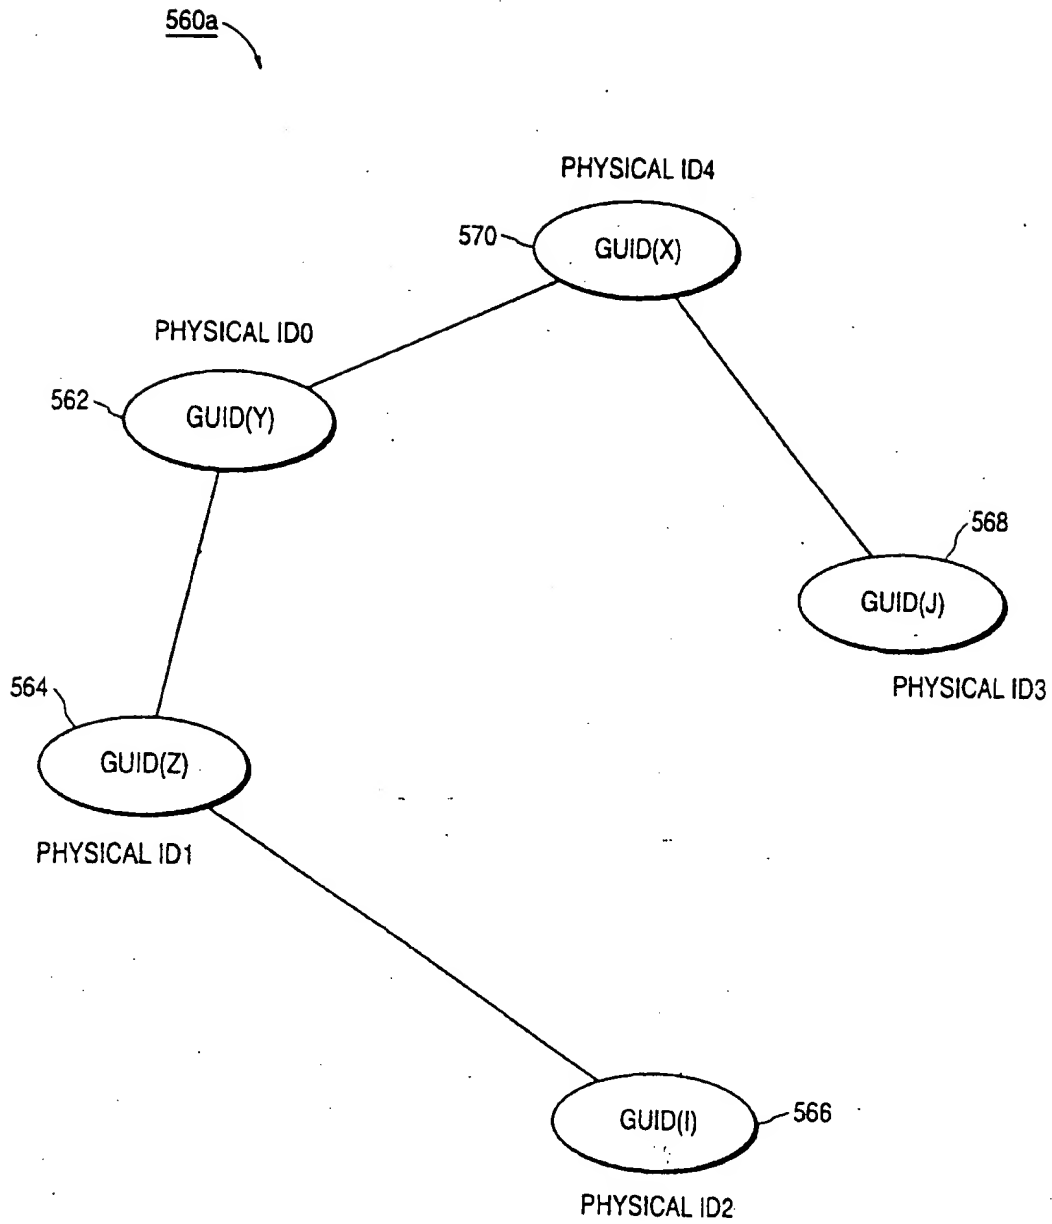 560a
PHYSICAL ID4
570
GUID(X)
PHYSICAL ID0
562
GUID(Y)
568
GUID(J)
PHYSICAL ID3
564
GUID(Z)
PHYSICAL ID1
GUID(I)
566
PHYSICAL ID2